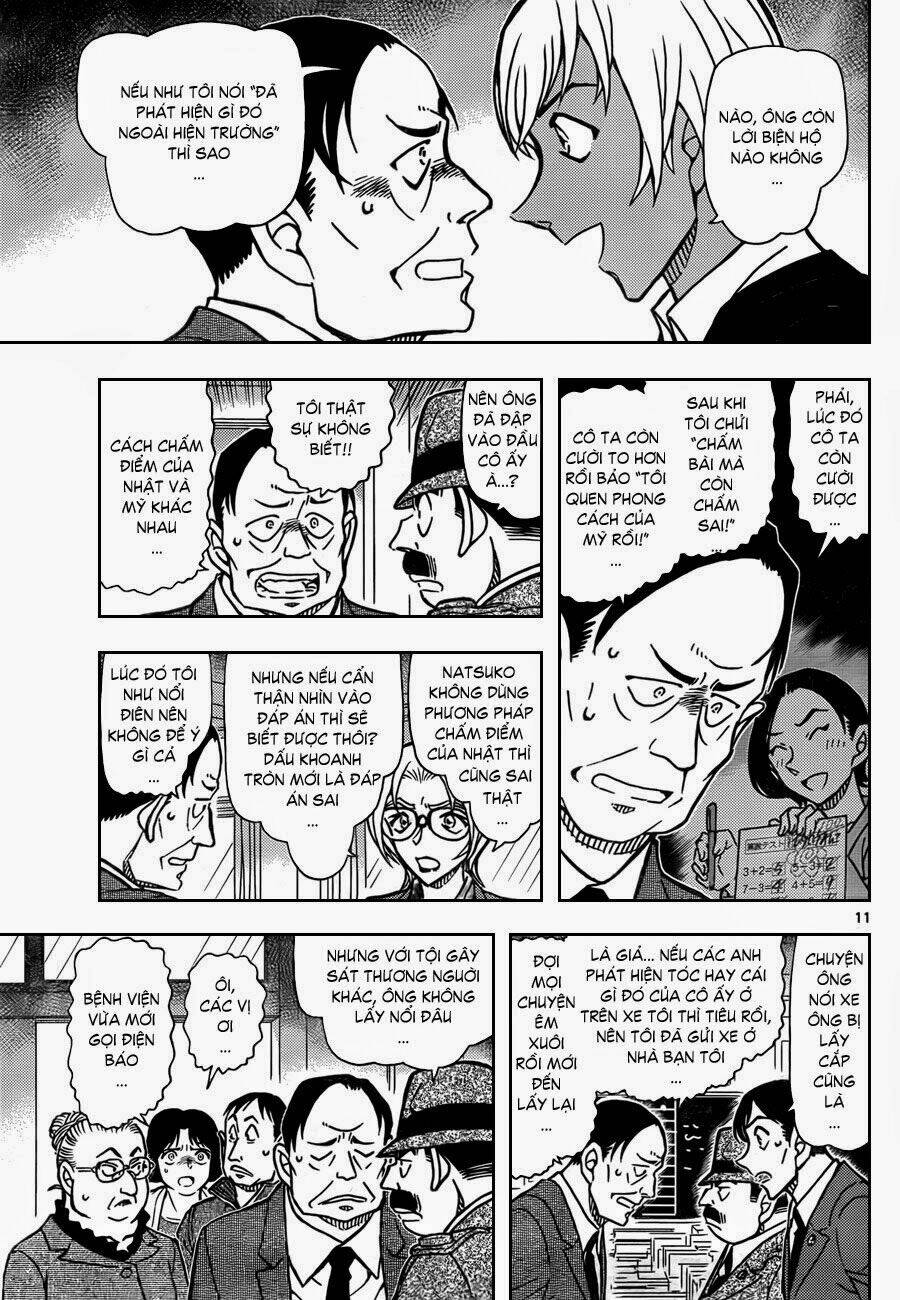 NÀO, ÔNG CÒN
LỜI BIỆN HỘ
NÀO KHÔNG
...
NẾU NHƯ TÔI NÓI "ĐÃ
PHÁT HIỆN GÌ ĐÓ
NGOÀI HIỆN TRƯỜNG"
THÌ SAO
...
PHẢI,
LÚC ĐÓ
CÔ TA
CÒN
CƯỜI
ĐƯỢC
...
SAU KHI
TÔI CHỬI
"CHẤM
BÀI MÀ
CÒN
CHẤM
SAI!"
...
CÔ TA CÒN
CƯỜI TO HƠN
RỒI BẢO "TÔI
QUEN PHONG
CÁCH CỦA
MỸ RỒI!"
...
3+2=5
7-3=4
4+5=9
NÊN ÔNG
ĐÃ ĐẬP
VÀO ĐẦU
CÔ ẤY
À...?
TÔI THẬT
SỰ KHÔNG
BIẾT!!
CÁCH CHẤM
ĐIỂM CỦA
NHẬT VÀ
MỸ KHÁC
NHAU
...
NATSUKO
KHÔNG DÙNG
PHƯƠNG PHÁP
CHẤM ĐIỂM
CỦA NHẬT THÌ
CŨNG SAI
THẬT
...
NHƯNG NẾU CẨN
THẬN NHÌN VÀO
ĐÁP ÁN THÌ SẼ
BIẾT ĐƯỢC THÔI?
DẤU KHOANH
TRÒN MỚI LÀ ĐÁP
ÁN SAI
...
LÚC ĐÓ TÔI
NHƯ NỔI
ĐIÊN NÊN
KHÔNG ĐỂ Ý
GÌ CẢ
...
11
CHUYỆN
ÔNG
NÓI XE
ÔNG BỊ
LẤY
CẮP
CŨNG
LÀ
...
LÀ GIẢ... NẾU CÁC ANH
PHÁT HIỆN TÓC HAY CÁI
GÌ ĐÓ CỦA CÔ ẤY Ở
TRÊN XE TÔI THÌ TIÊU RỒI,
NÊN TÔI ĐÃ GỬI XE Ở
NHÀ BẠN TÔI
...
ĐỢI
MỌI
CHUYỆN
ÊM
XUÔI
RỒI MỚI
ĐẾN
LẤY LẠI
...
NHƯNG VỚI TỘI GÂY
SÁT THƯƠNG NGƯỜI
KHÁC, ÔNG KHÔNG
LẤY NỔI ĐÂU
...
ÔI,
CÁC VỊ
ƠI
...
BỆNH VIỆN
VỪA MỚI
GỌI ĐIỆN
BÁO
...